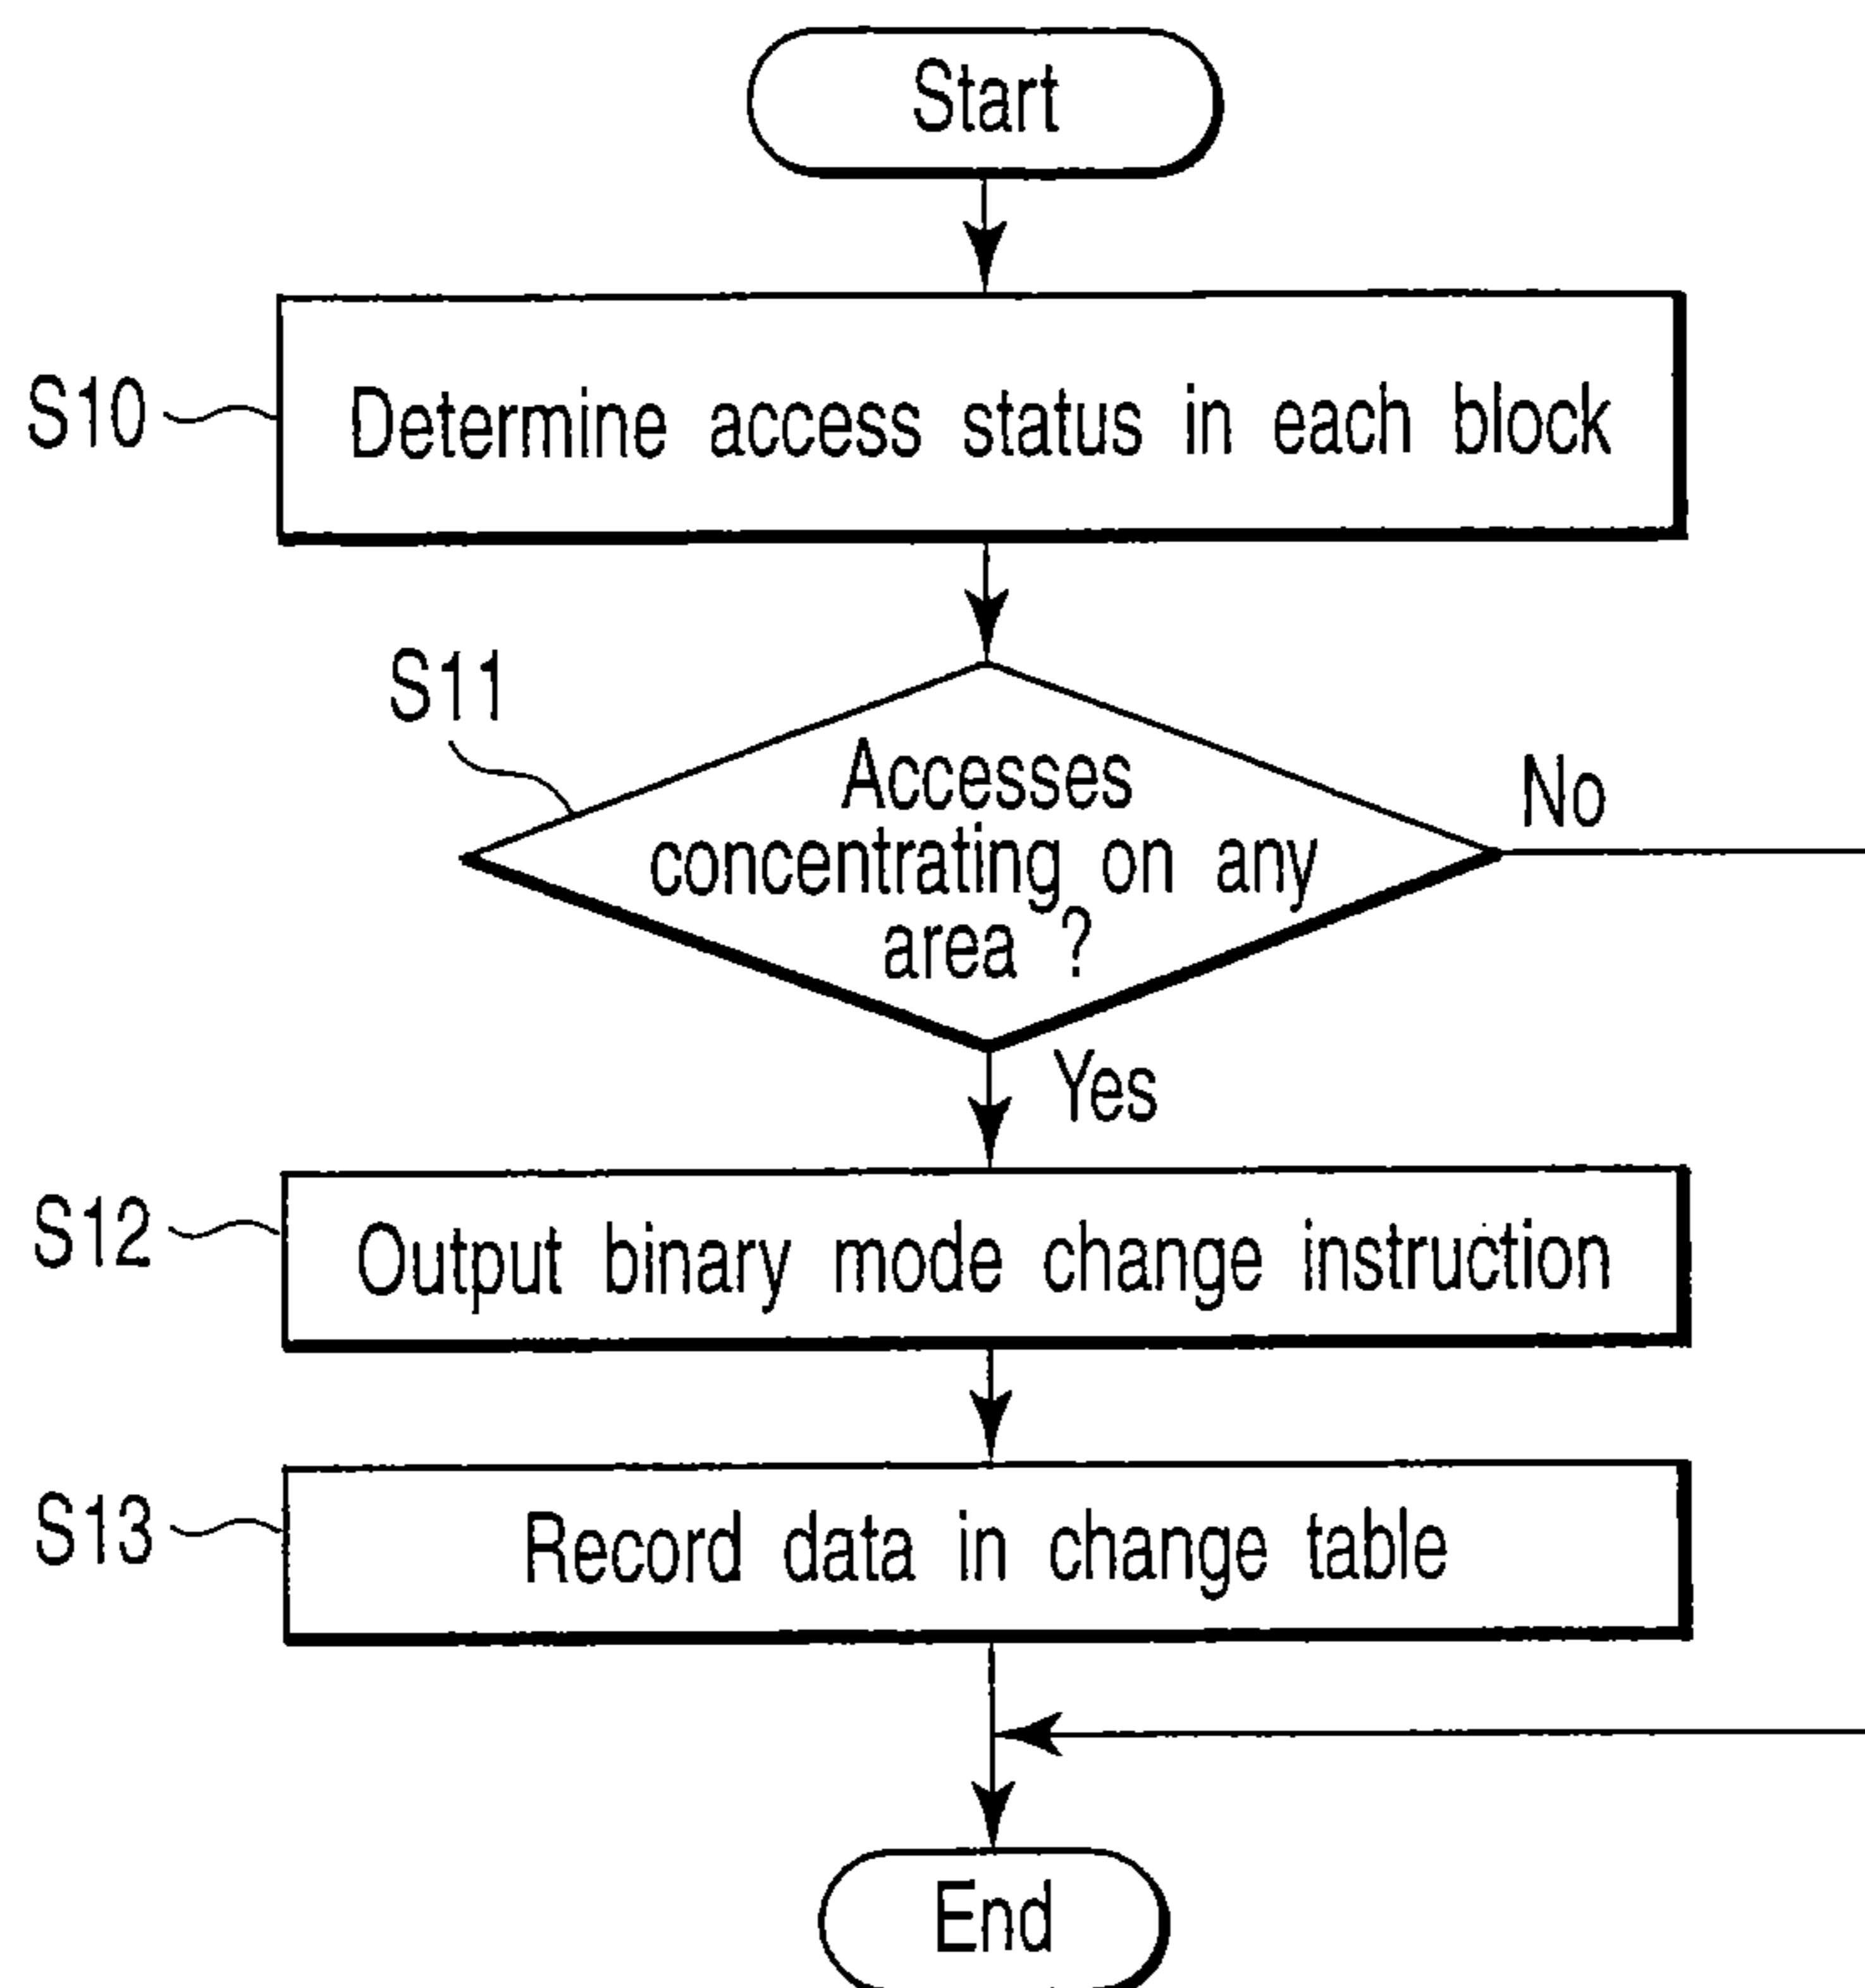 Start
S10
Determine access status in each block
S11
Accesses
concentrating on any
area ?
No
Yes
S12
Output binary mode change instruction
S13
Record data in change table
End